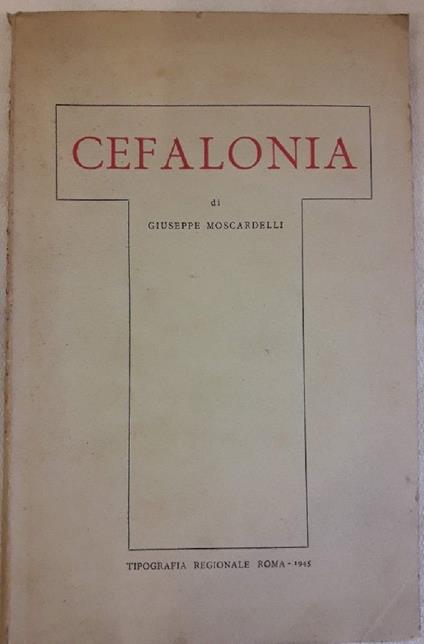 CEFALONIA
di
GIUSEPPE MOSCARDELLI
TIPOGRAFIA REGIONALE ROMA - 1945